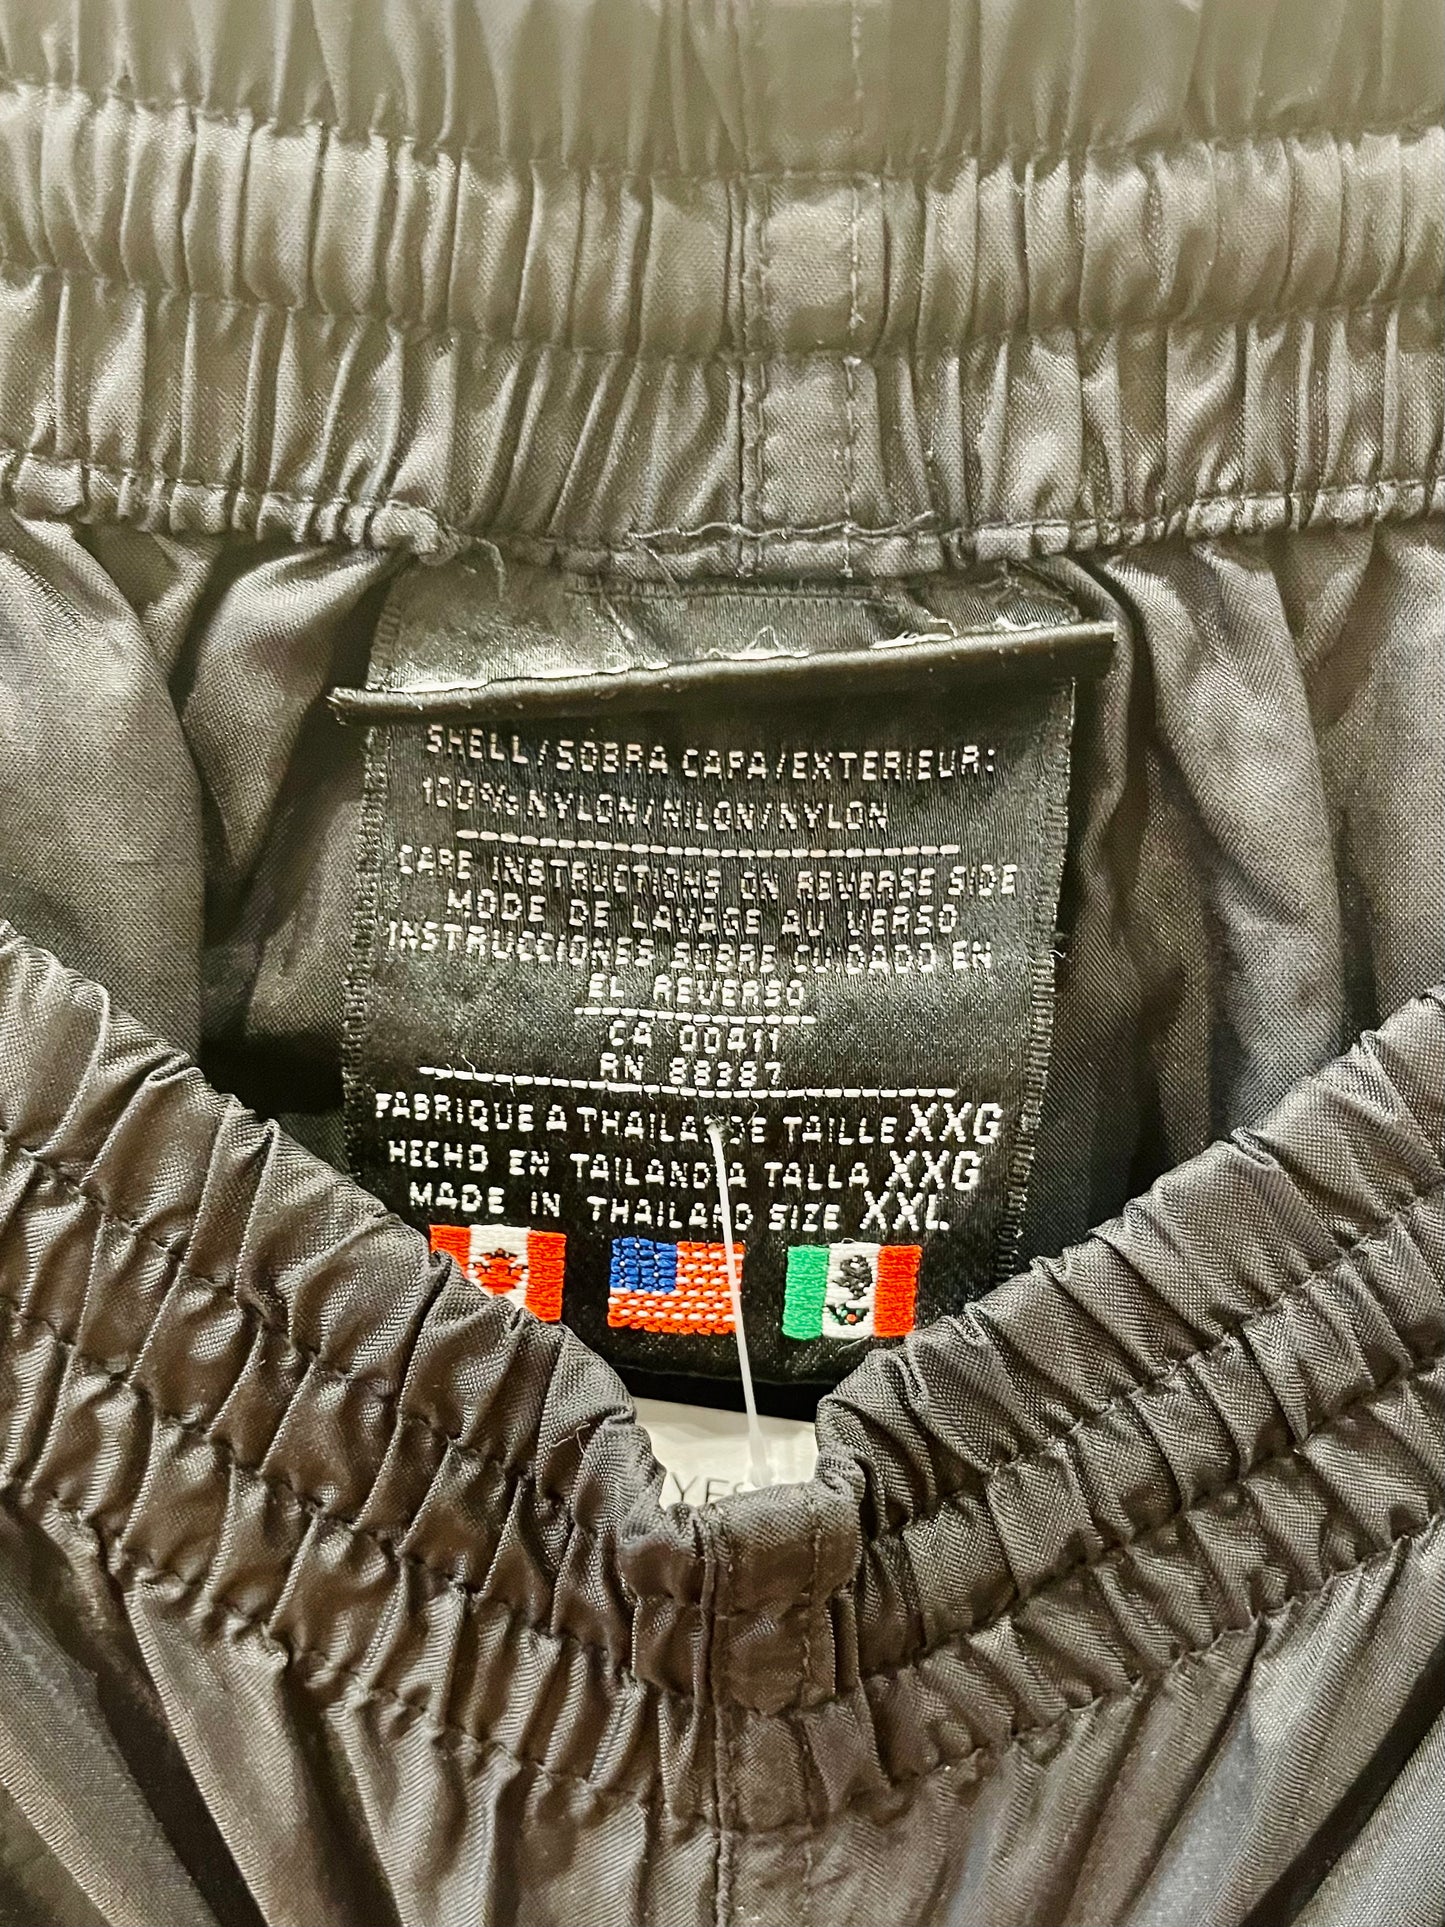 SHELL/SOBRA CAPA/EXTERIEUR:
100% NYLON/NILON/NYLON
CARE INSTRUCTIONS ON REVERSE SIDE
MODE DE LAVAGE AU VERSO
INSTRUCCIONES SOBRE CUIDADO EN
EL REVERSO
CA 00411
RN 88387
FABRIQUE A THAILANDE TAILLE XXG
HECHO EN TAILANDIA TALLA XXG
MADE IN THAILAND SIZE XXL